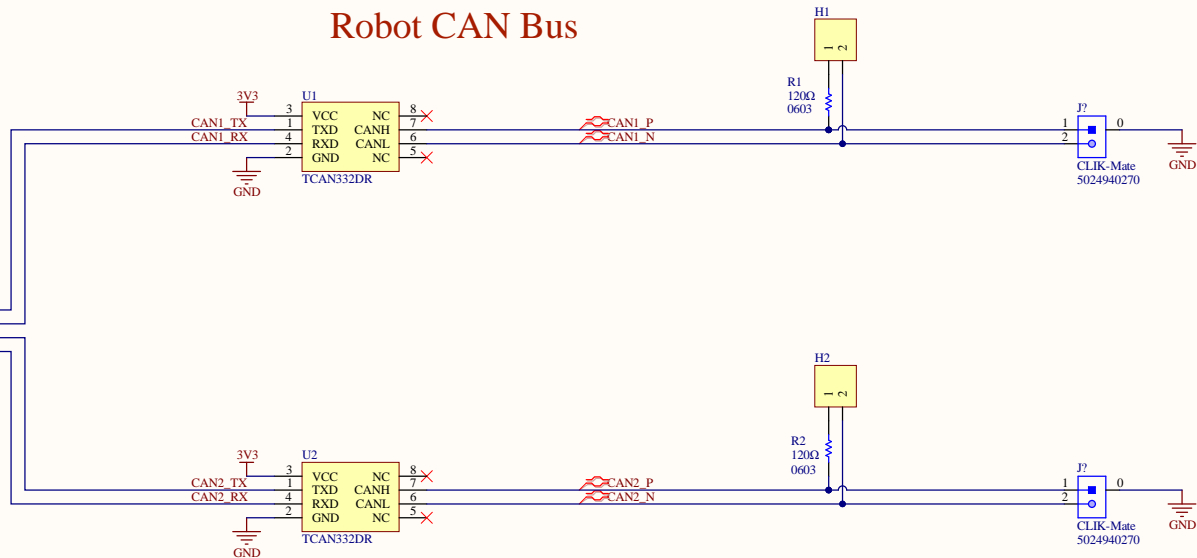 Robot CAN Bus
H1
1 2
R1
120Ω
0603
3V3
U1
J?
CAN1_TX
CAN1_RX
3 VCC NC 8
1 TXD CANH 7
4 RXD CANL 6
2 GND NC 5
CAN1_P
CAN1_N
1 0
2
GND
TCAN332DR
CLIK-Mate
5024940270
GND
H2
1 2
R2
120Ω
0603
3V3
U2
J?
CAN2_TX
CAN2_RX
3 VCC NC 8
1 TXD CANH 7
4 RXD CANL 6
2 GND NC 5
CAN2_P
CAN2_N
1 0
2
GND
TCAN332DR
CLIK-Mate
5024940270
GND